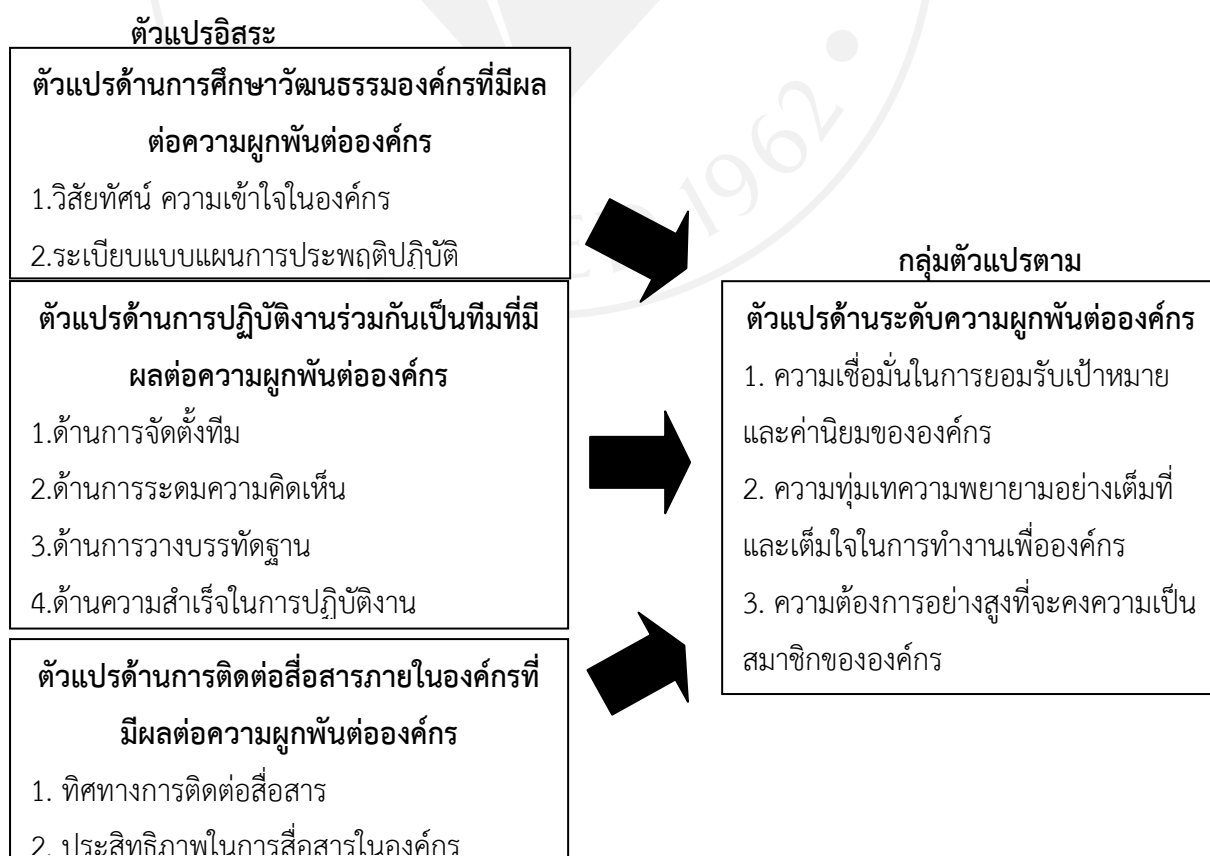 ตัวแปรอิสระ
ตัวแปรด้านการศึกษาวัฒนธรรมองค์กรที่มีผล
ต่อความผูกพันต่อองค์กร
1.วิสัยทัศน์ ความเข้าใจในองค์กร
2.ระเบียบแบบแผนการประพฤติปฏิบัติ
ตัวแปรด้านการปฏิบัติงานร่วมกันเป็นทีมที่มี
ผลต่อความผูกพันต่อองค์กร
1.ด้านการจัดตั้งทีม
2.ด้านการระดมความคิดเห็น
3.ด้านการวางบรรทัดฐาน
4.ด้านความสำเร็จในการปฏิบัติงาน
ตัวแปรด้านการติดต่อสื่อสารภายในองค์กรที่
มีผลต่อความผูกพันต่อองค์กร
1. ทิศทางการติดต่อสื่อสาร
2. ประสิทธิภาพในการสื่อสารในองค์กร
กลุ่มตัวแปรตาม
ตัวแปรด้านระดับความผูกพันต่อองค์กร
1. ความเชื่อมั่นในการยอมรับเป้าหมาย
และค่านิยมขององค์กร
2. ความทุ่มเทความพยายามอย่างเต็มที่
และเต็มใจในการทำงานเพื่อองค์กร
3. ความต้องการอย่างสูงที่จะคงความเป็น
สมาชิกขององค์กร
1962